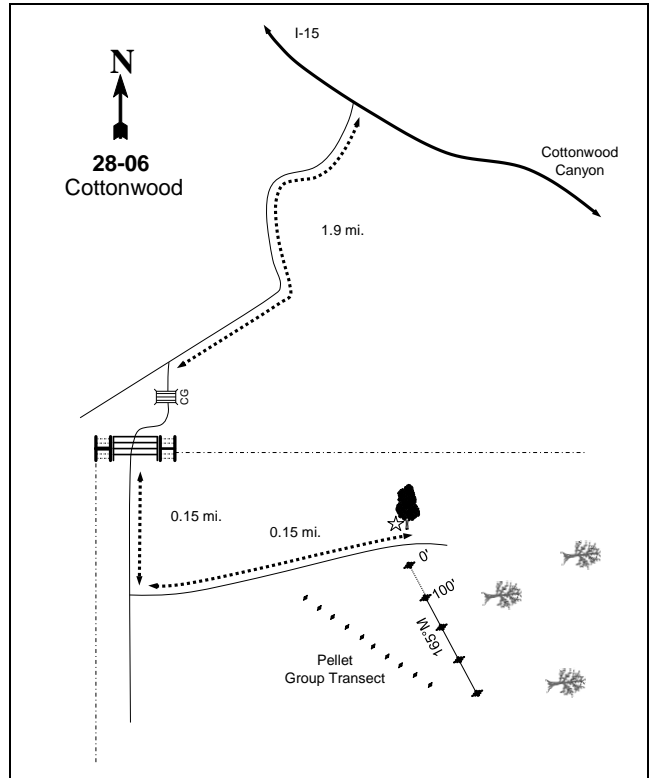 I-15
N
28-06
Cottonwood
Cottonwood
Canyon
1.9 mi.
CG
0.15 mi.
0.15 mi.
0'
100'
165°M
Pellet
Group Transect